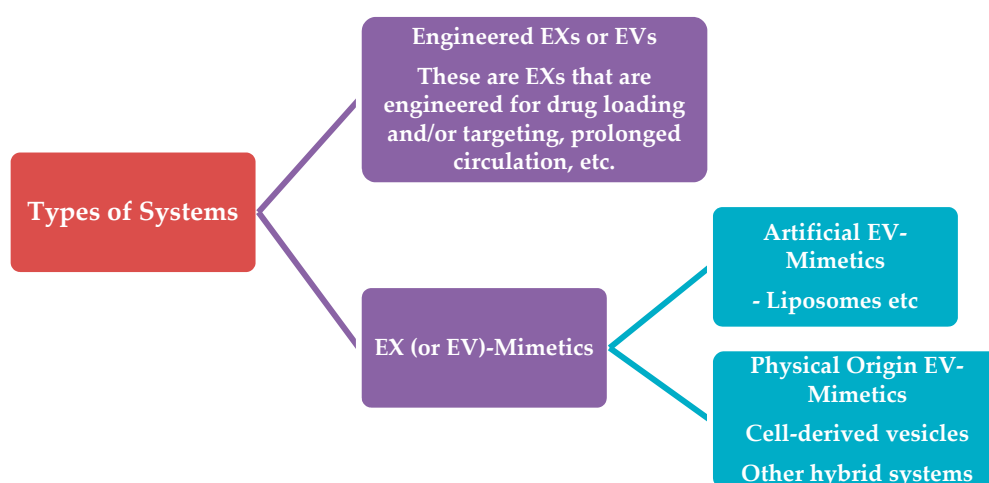 Engineered EXs or EVs
These are EXs that are
engineered for drug loading
and/or targeting, prolonged
circulation, etc.
Types of Systems
EX (or EV)-Mimetics
Artificial EV-
Mimetics
- Liposomes etc
Physical Origin EV-
Mimetics
Cell-derived vesicles
Other hybrid systems